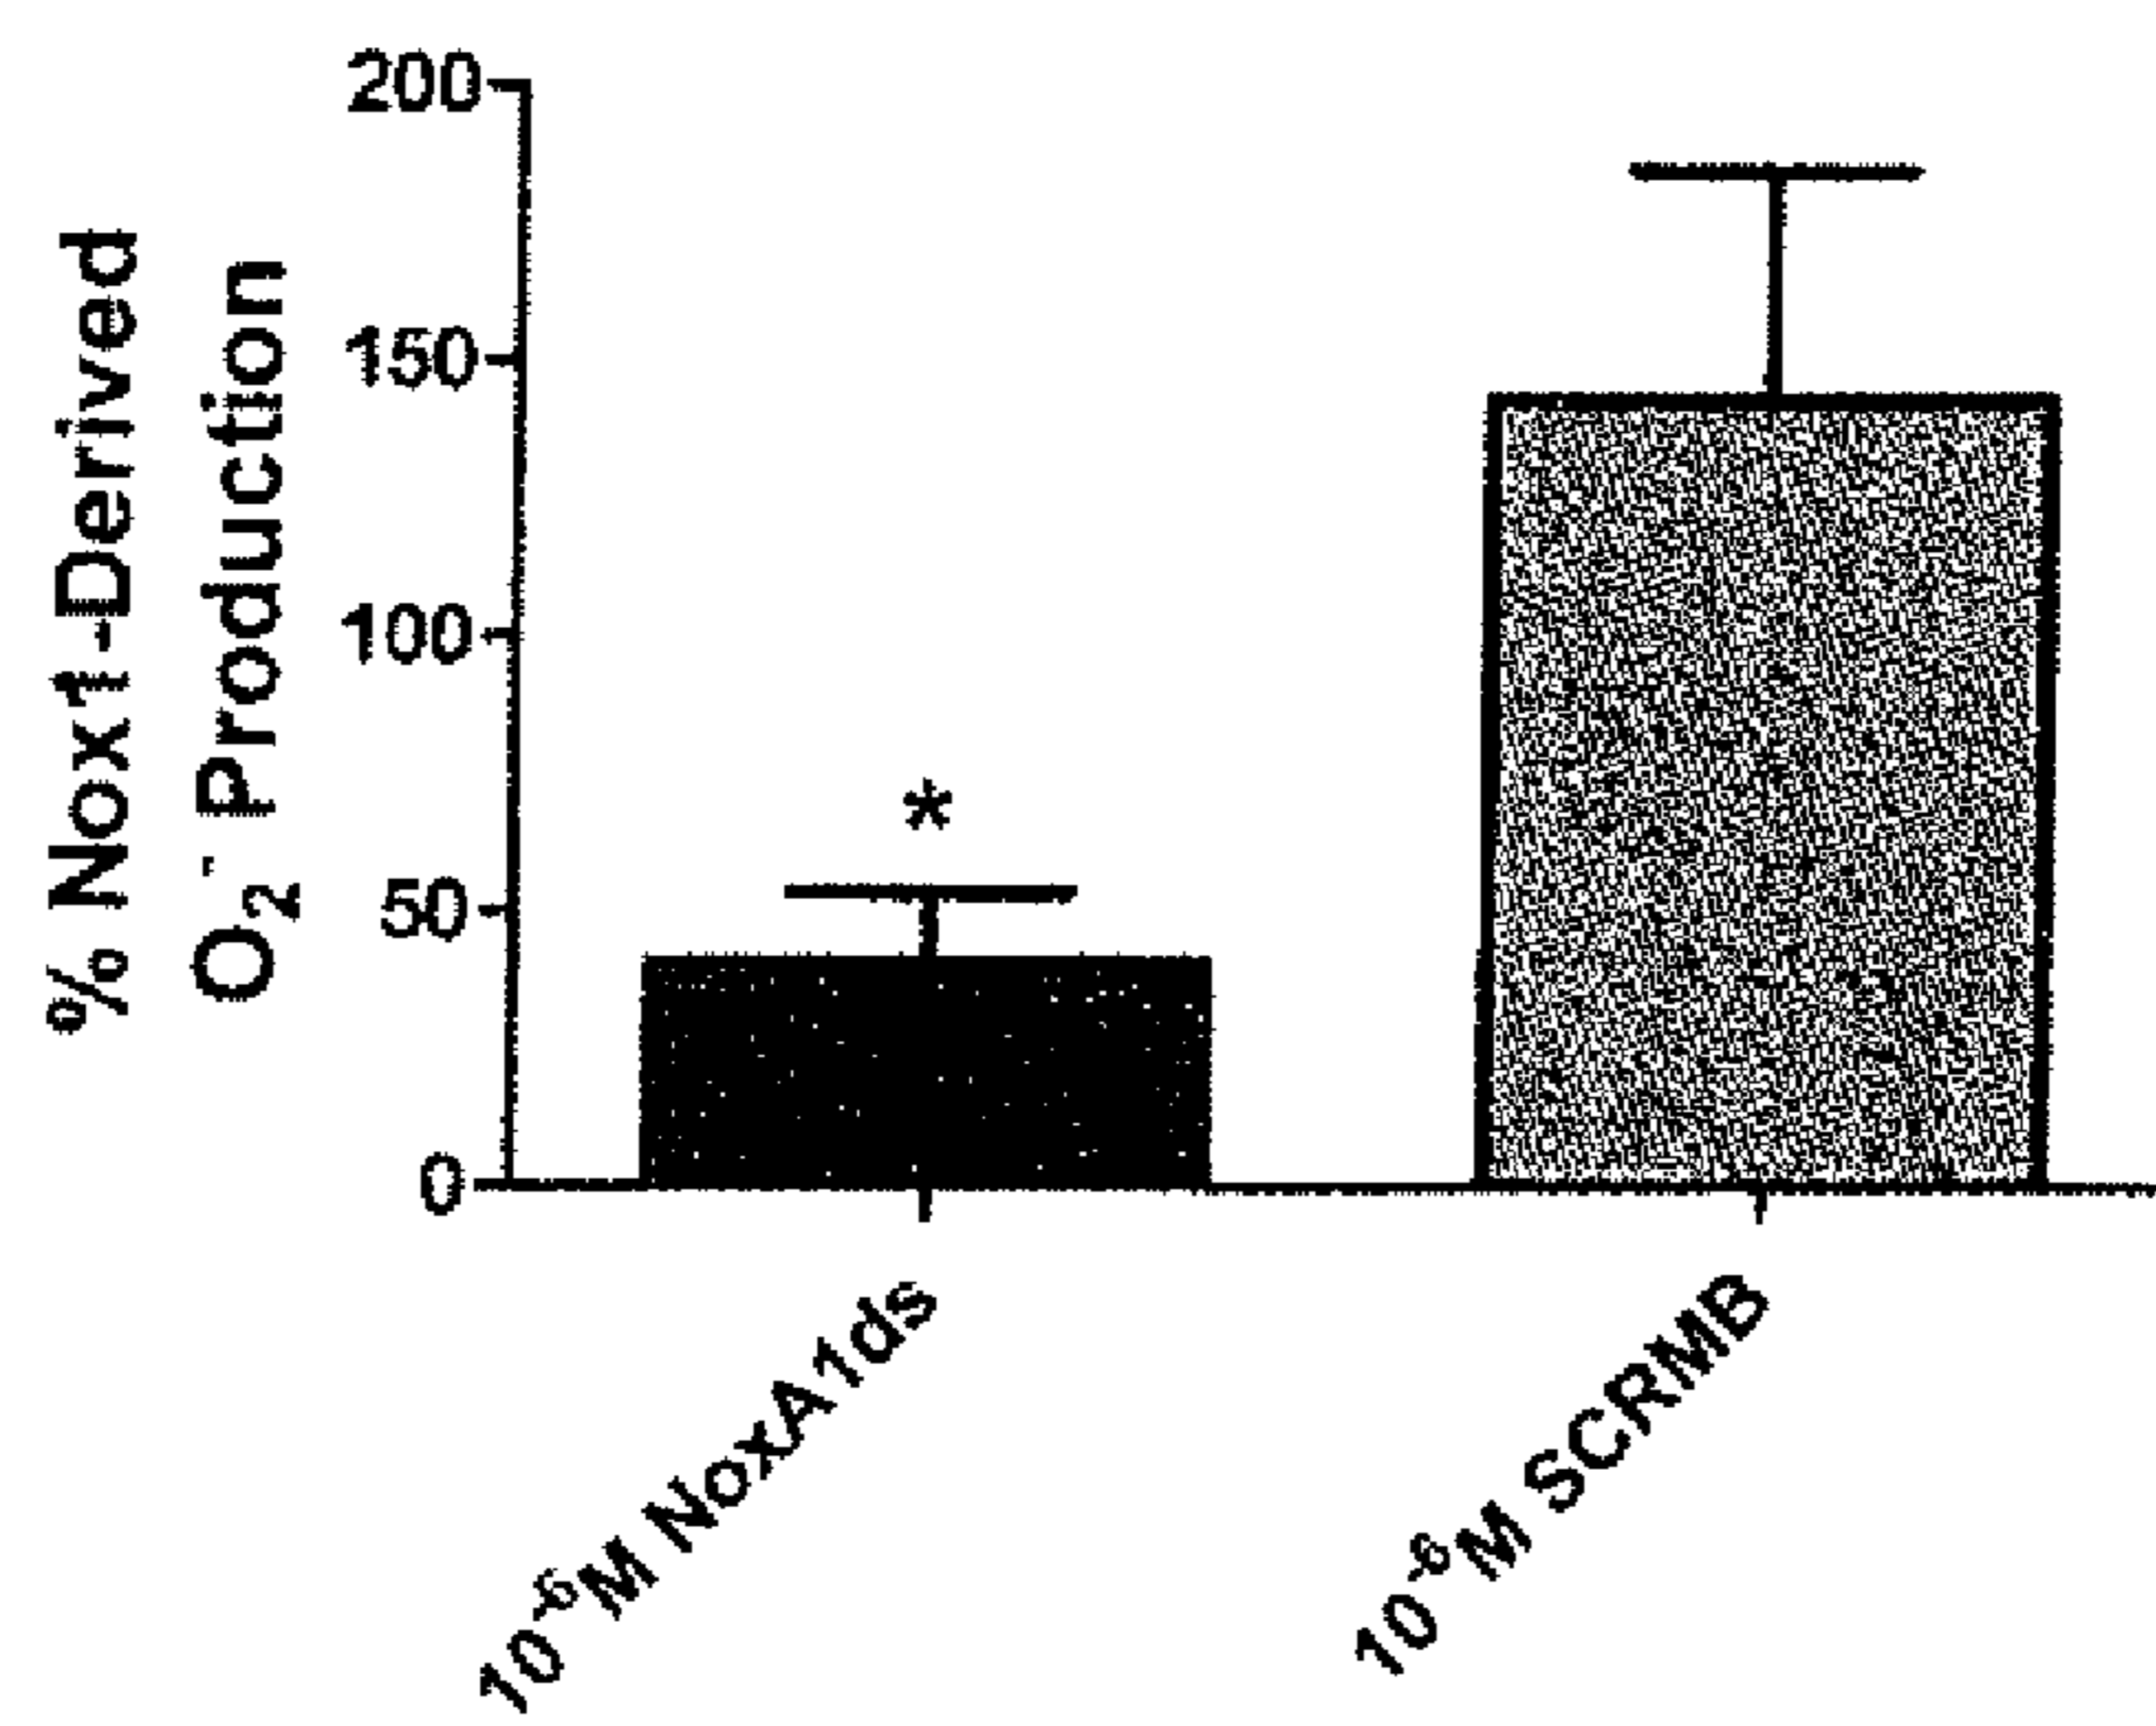 % Nox1-Derived
O₂⁻ Production
200
150
100
50
0
*
10⁻⁶M NoxA1ds
10⁻⁶M SCRMB